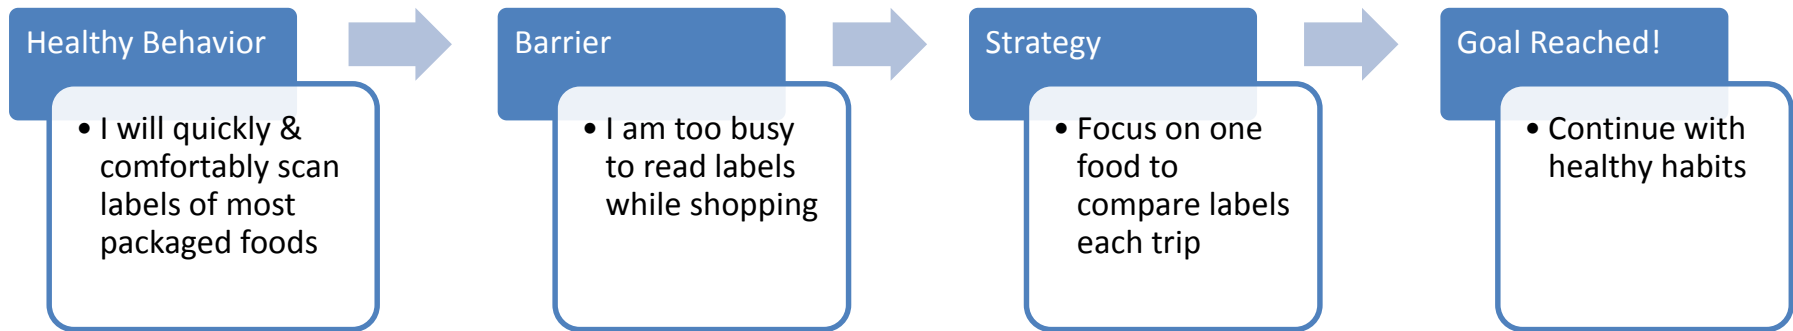 Healthy Behavior
• I will quickly &
comfortably scan
labels of most
packaged foods
Barrier
• I am too busy
to read labels
while shopping
Strategy
• Focus on one
food to
compare labels
each trip
Goal Reached!
• Continue with
healthy habits